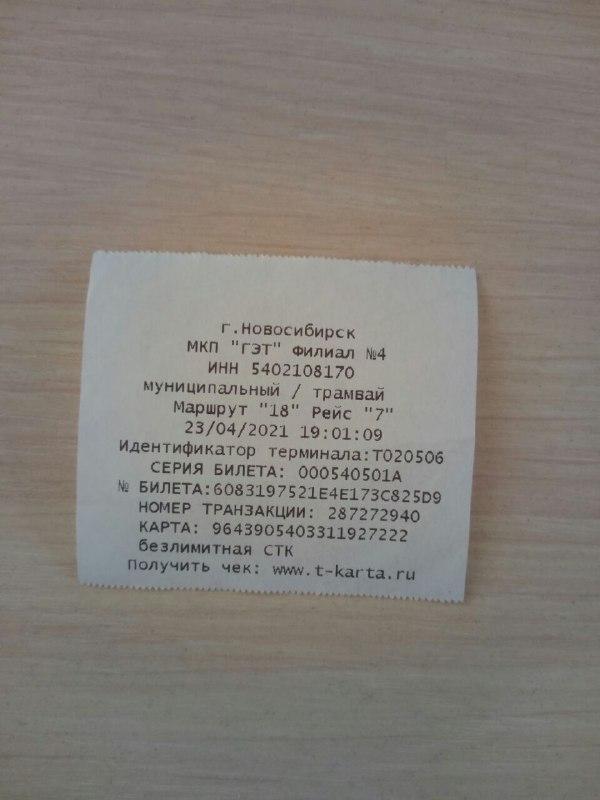 г.Новосибирск
МКП "ГЭТ" Филиал №4
ИНН 5402108170
муниципальный / трамвай
Маршрут "18" Рейс "7"
23/04/2021 19:01:09
Идентификатор терминала:T020506
СЕРИЯ БИЛЕТА: 000540501А
№ БИЛЕТА:6083197521E4E173C825D9
НОМЕР ТРАНЗАКЦИИ: 287272940
КАРТА: 9643905403311927222
безлимитная СТК
Получить чек: www.t-karta.ru